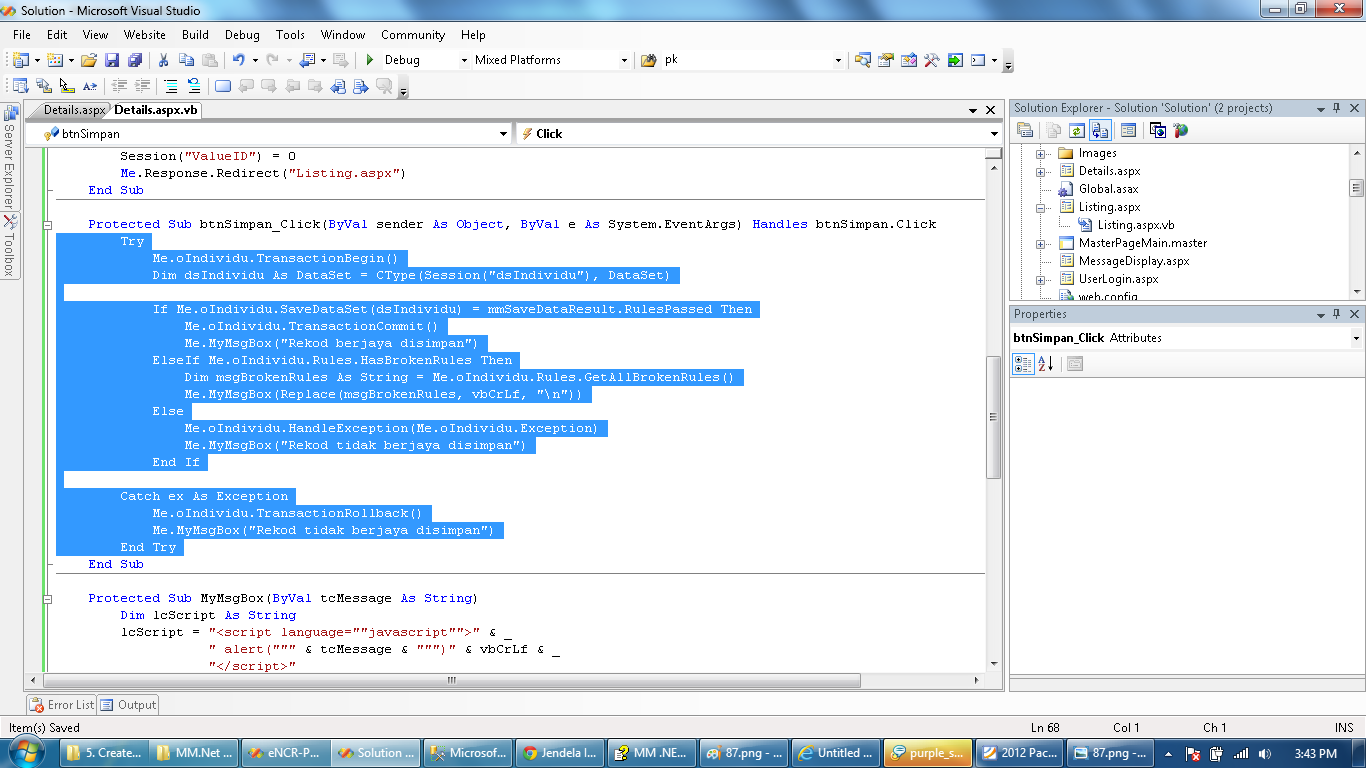 Solution - Microsoft Visual Studio
File Edit View Website Build Debug Tools Window Community Help
Debug Mixed Platforms pk
Details.aspx Details.aspx.vb
btnSimpan Click
Server Explorer
Toolbox
Session("ValueID") = 0
Me.Response.Redirect("Listing.aspx")
End Sub
Protected Sub btnSimpan_Click(ByVal sender As Object, ByVal e As System.EventArgs) Handles btnSimpan.Click
Try
Me.oIndividu.TransactionBegin()
Dim dsIndividu As DataSet = CType(Session("dsIndividu"), DataSet)
If Me.oIndividu.SaveDataSet(dsIndividu) = mmSaveDataResult.RulesPassed Then
Me.oIndividu.TransactionCommit()
Me.MyMsgBox("Rekod berjaya disimpan")
ElseIf Me.oIndividu.Rules.HasBrokenRules Then
Dim msgBrokenRules As String = Me.oIndividu.Rules.GetAllBrokenRules()
Me.MyMsgBox(Replace(msgBrokenRules, vbCrLf, "\n"))
Else
Me.oIndividu.HandleException(Me.oIndividu.Exception)
Me.MyMsgBox("Rekod tidak berjaya disimpan")
End If
Catch ex As Exception
Me.oIndividu.TransactionRollback()
Me.MyMsgBox("Rekod tidak berjaya disimpan")
End Try
End Sub
Protected Sub MyMsgBox(ByVal tcMessage As String)
Dim lcScript As String
lcScript = "<script language=""javascript"">" & _
" alert(""" & tcMessage & """)" & vbCrLf & _
"</script>"
Solution Explorer - Solution 'Solution' (2 projects)
Images
Details.aspx
Global.asax
Listing.aspx
Listing.aspx.vb
MasterPageMain.master
MessageDisplay.aspx
UserLogin.aspx
web.config
Properties
btnSimpan_Click Attributes
Error List Output
Item(s) Saved Ln 68 Col 1 Ch 1 INS
5. Create... MM.Net ... eNCR-P... Solution ... Microsof... Jendela I... MM .NE... 87.png - ... Untitled ... purple_s... 2012 Pac... 87.png -... 3:43 PM